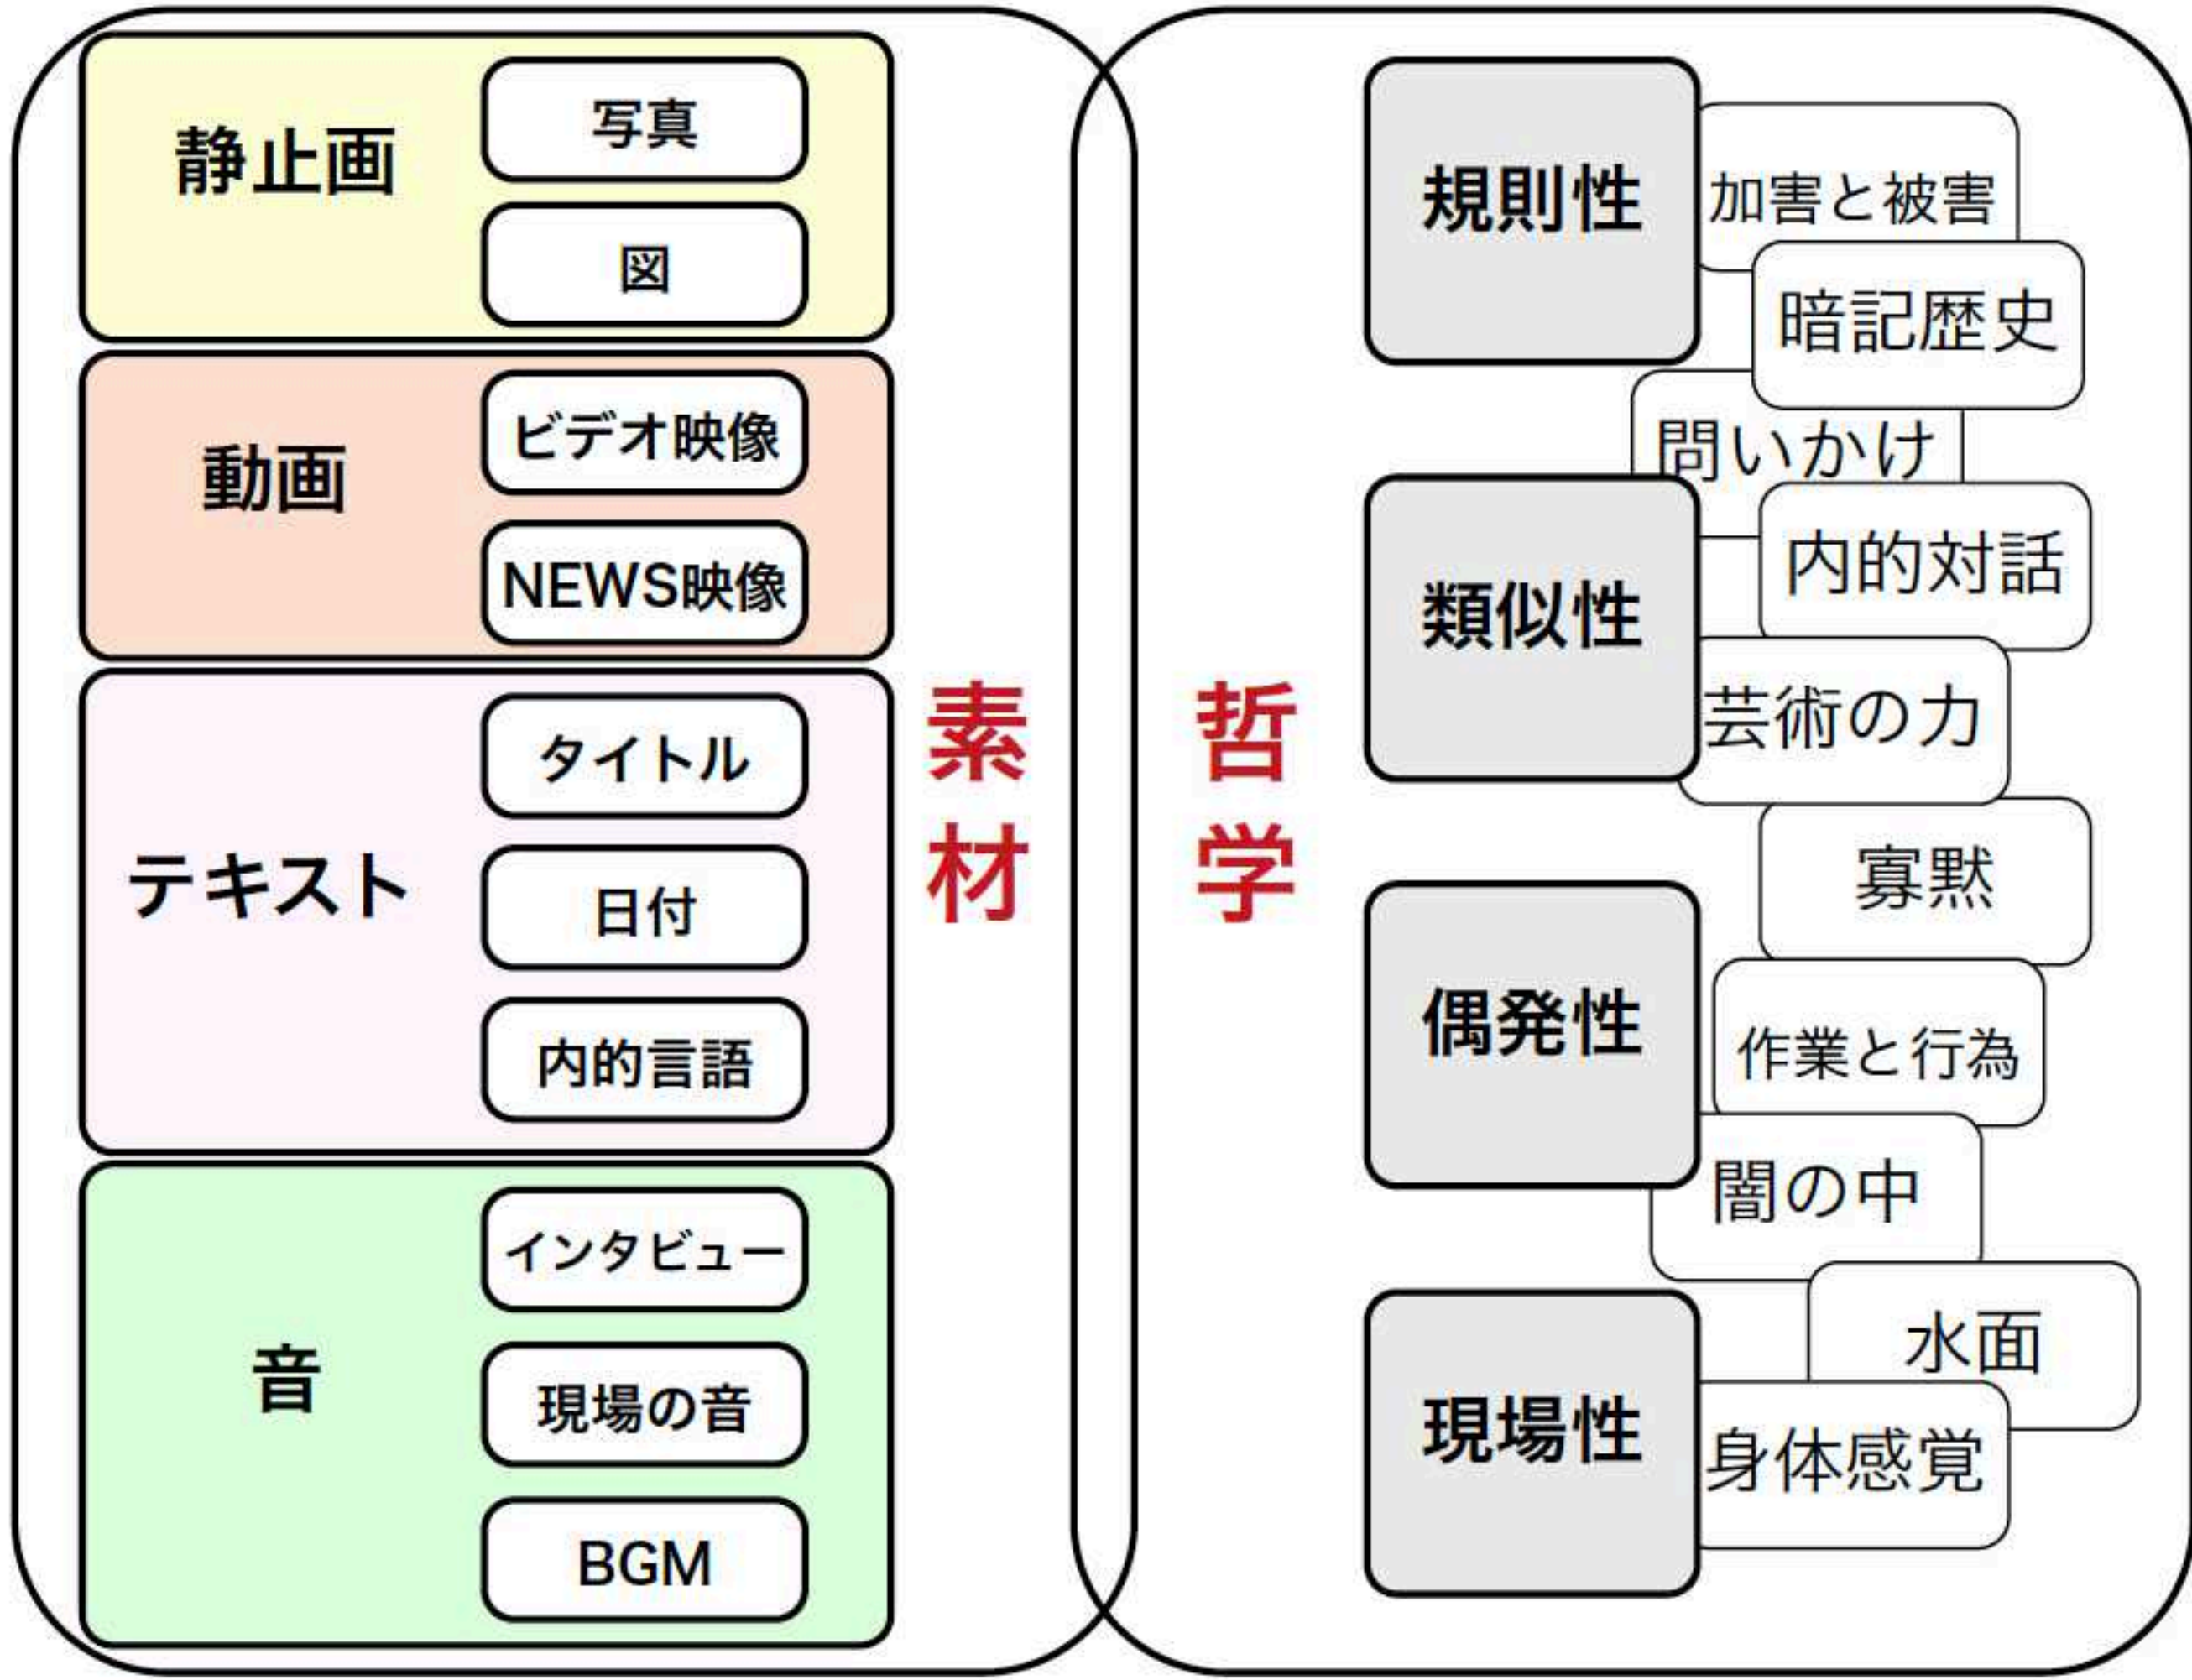 静止画
写真
図
動画
ビデオ映像
NEWS映像
テキスト
タイトル
日付
内的言語
音
インタビュー
現場の音
BGM
素
材
哲
学
規則性
類似性
偶発性
現場性
加害と被害
暗記歴史
問いかけ
内的対話
芸術の力
寡黙
作業と行為
闇の中
水面
身体感覚